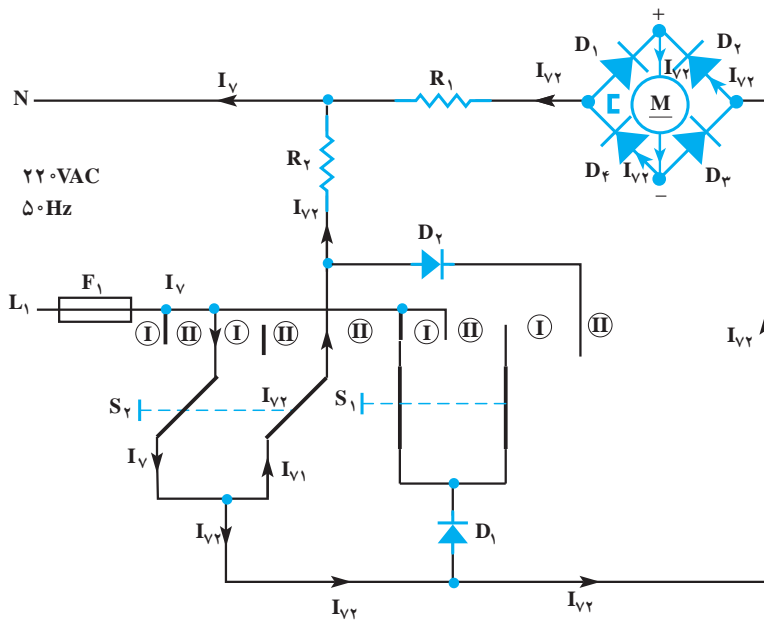 +
D۱ D۲
I۷ I۷۲ R۱ I۷۲ I۷۲ I۷۲
N M
R۲ D۴ I۷۲ D۳
۲۲۰VAC
۵۰Hz I۷۲ −
D۲
F۱ I۷
L۱
I II I II II I II I II
I۷۲
S۲ I۷۲ S۱
I۷ I۷۱
I۷۲ D۱
I۷۲ I۷۲